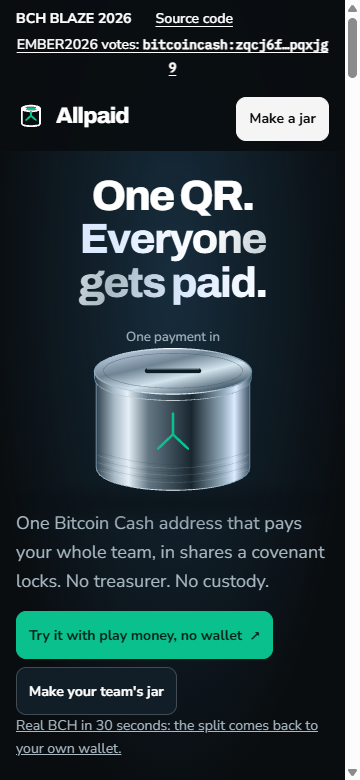 BCH BLAZE 2026 Source code
EMBER2026 votes: bitcoincash:zqcj6f…pqxjg
9
Allpaid
Make a jar
One QR.
Everyone
gets paid.
One payment in
One Bitcoin Cash address that pays
your whole team, in shares a covenant
locks. No treasurer. No custody.
Try it with play money, no wallet ↗
Make your team's jar
Real BCH in 30 seconds: the split comes back to
your own wallet.